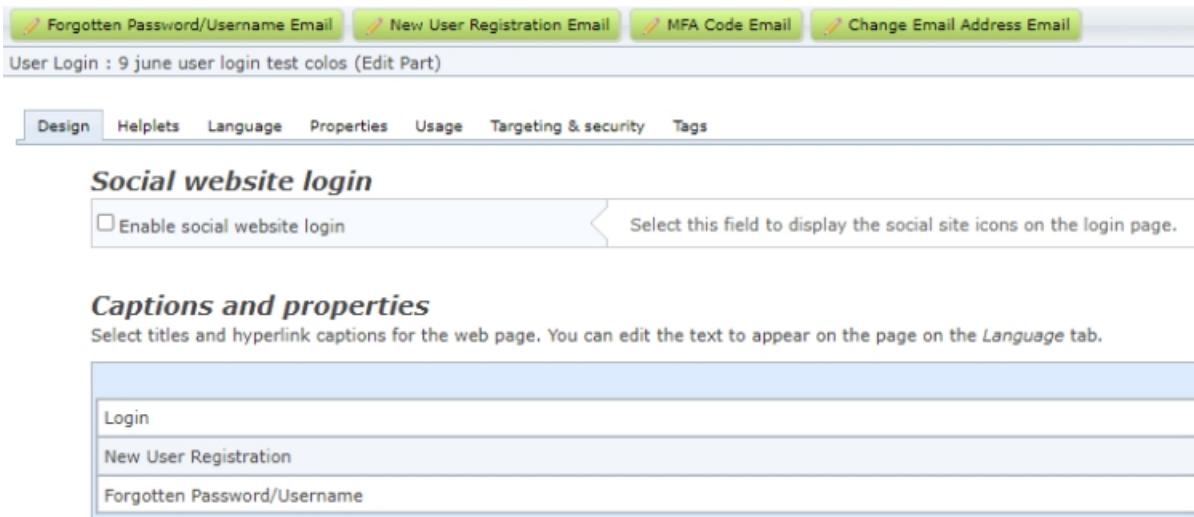 Forgotten Password/Username Email New User Registration Email MFA Code Email Change Email Address Email
User Login : 9 june user login test colos (Edit Part)
Design Helplets Language Properties Usage Targeting & security Tags
Social website login
Enable social website login Select this field to display the social site icons on the login page.
Captions and properties
Select titles and hyperlink captions for the web page. You can edit the text to appear on the page on the Language tab.
Login
New User Registration
Forgotten Password/Username